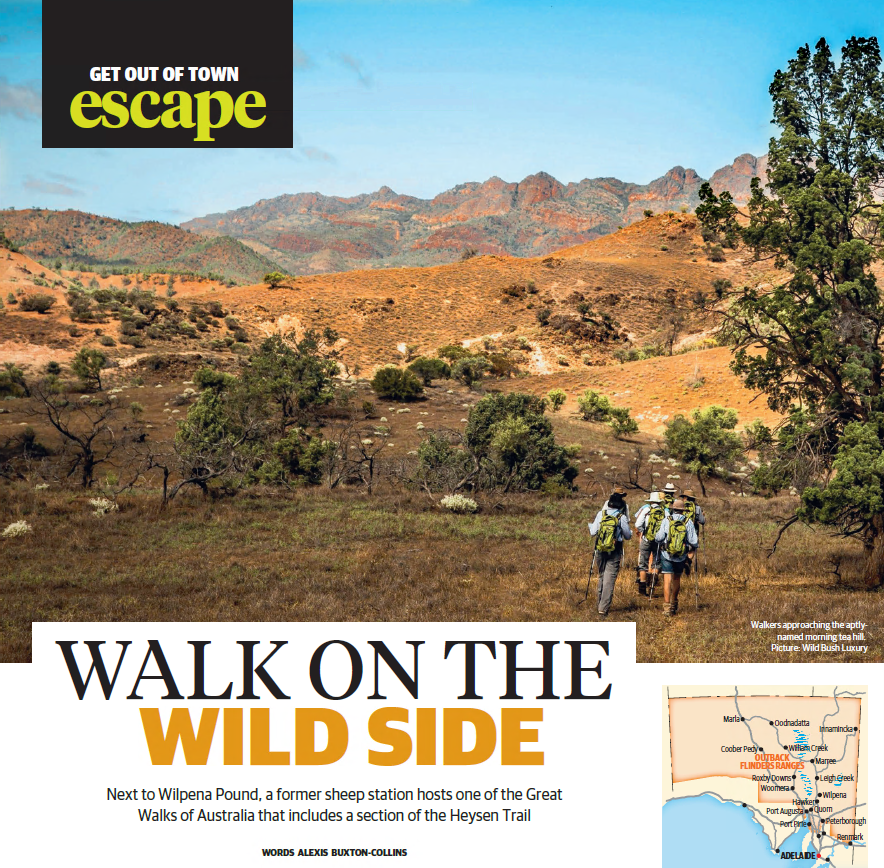 GET OUT OF TOWN
escape
Walkers approaching the aptly-
named morning tea hill.
Picture: Wild Bush Luxury
WALK ON THE
WILD SIDE
Next to Wilpena Pound, a former sheep station hosts one of the Great
Walks of Australia that includes a section of the Heysen Trail
WORDS ALEXIS BUXTON-COLLINS
Marla
Oodnadatta
Innamincka
Coober Pedy
William Creek
OUTBACK
FLINDERS RANGES
Marree
Roxby Downs
Leigh Creek
Woomera
Wilpena
Hawker
Port Augusta
Quorn
Port Pirie
Peterborough
Renmark
ADELAIDE